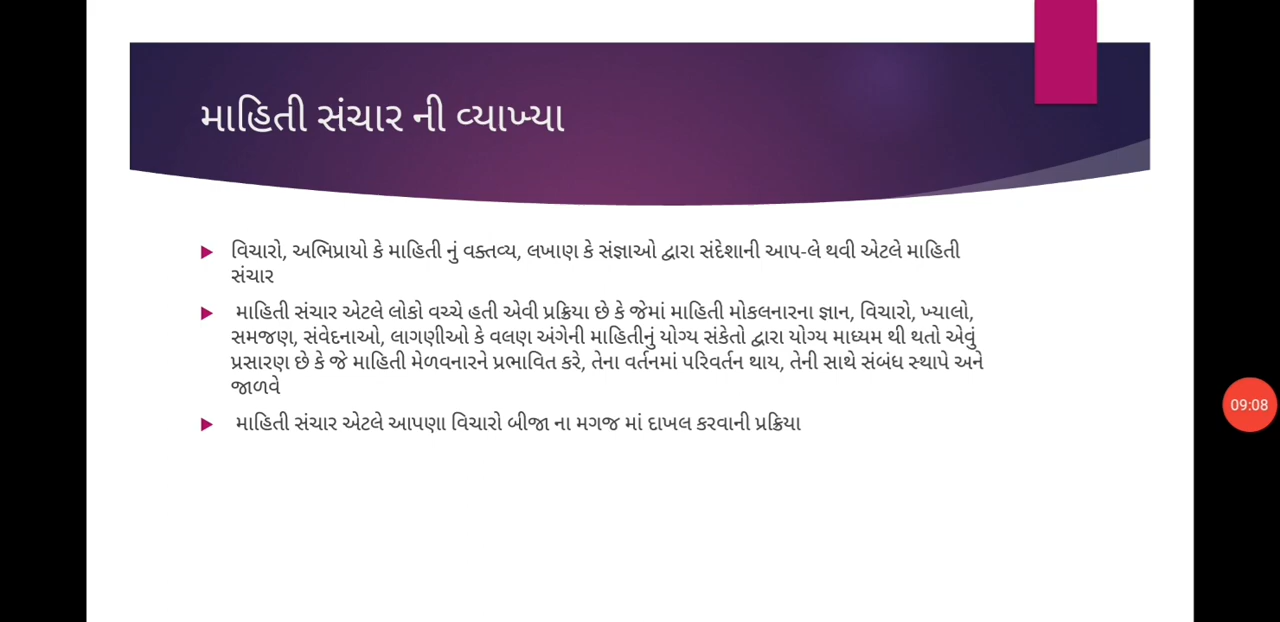 માહિતી સંચાર ની વ્યાખ્યા
વિચારો, અભિપ્રાયો કે માહિતી નું વક્તવ્ય, લખાણ કે સંજ્ઞાઓ દ્વારા સંદેશાની આપ-લે થવી એટલે માહિતી
સંચાર
માહિતી સંચાર એટલે લોકો વચ્ચે હતી એવી પ્રક્રિયા છે કે જેમાં માહિતી મોકલનારના જ્ઞાન, વિચારો, ખ્યાલો,
સમજણ, સંવેદનાઓ, લાગણીઓ કે વલણ અંગેની માહિતીનું યોગ્ય સંકેતો દ્વારા યોગ્ય માધ્યમ થી થતો એવું
પ્રસારણ છે કે જે માહિતી મેળવનારને પ્રભાવિત કરે, તેના વર્તનમાં પરિવર્તન થાય, તેની સાથે સંબંધ સ્થાપે અને
જાળવે
માહિતી સંચાર એટલે આપણા વિચારો બીજા ના મગજ માં દાખલ કરવાની પ્રક્રિયા
09:08